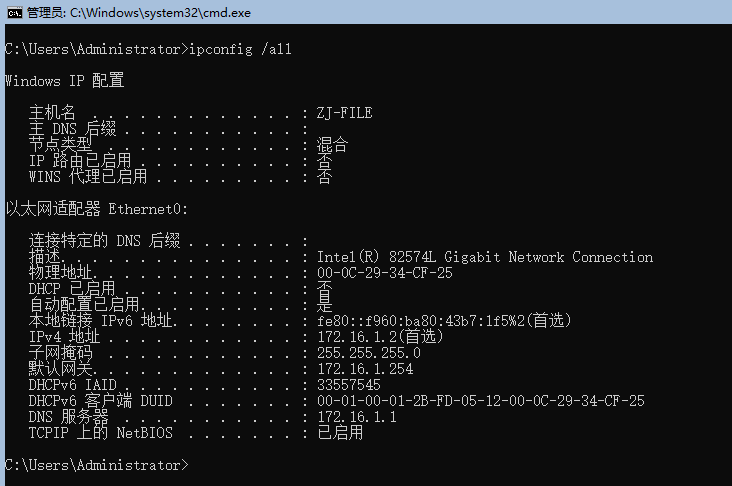 管理员: C:\Windows\system32\cmd.exe
C:\Users\Administrator>ipconfig /all
Windows IP 配置
主机名 . . . . . . . . . . . . . : ZJ-FILE
主 DNS 后缀 . . . . . . . . . . . :
节点类型 . . . . . . . . . . . . : 混合
IP 路由已启用 . . . . . . . . . . : 否
WINS 代理已启用 . . . . . . . . . : 否
以太网适配器 Ethernet0:
连接特定的 DNS 后缀 . . . . . . . :
描述. . . . . . . . . . . . . . . : Intel(R) 82574L Gigabit Network Connection
物理地址. . . . . . . . . . . . . : 00-0C-29-34-CF-25
DHCP 已启用 . . . . . . . . . . . : 否
自动配置已启用. . . . . . . . . . : 是
本地链接 IPv6 地址. . . . . . . . : fe80::f960:ba80:43b7:1f5%2(首选)
IPv4 地址 . . . . . . . . . . . . : 172.16.1.2(首选)
子网掩码 . . . . . . . . . . . . : 255.255.255.0
默认网关. . . . . . . . . . . . . : 172.16.1.254
DHCPv6 IAID . . . . . . . . . . . : 33557545
DHCPv6 客户端 DUID . . . . . . . : 00-01-00-01-2B-FD-05-12-00-0C-29-34-CF-25
DNS 服务器 . . . . . . . . . . . : 172.16.1.1
TCPIP 上的 NetBIOS . . . . . . . : 已启用
C:\Users\Administrator>